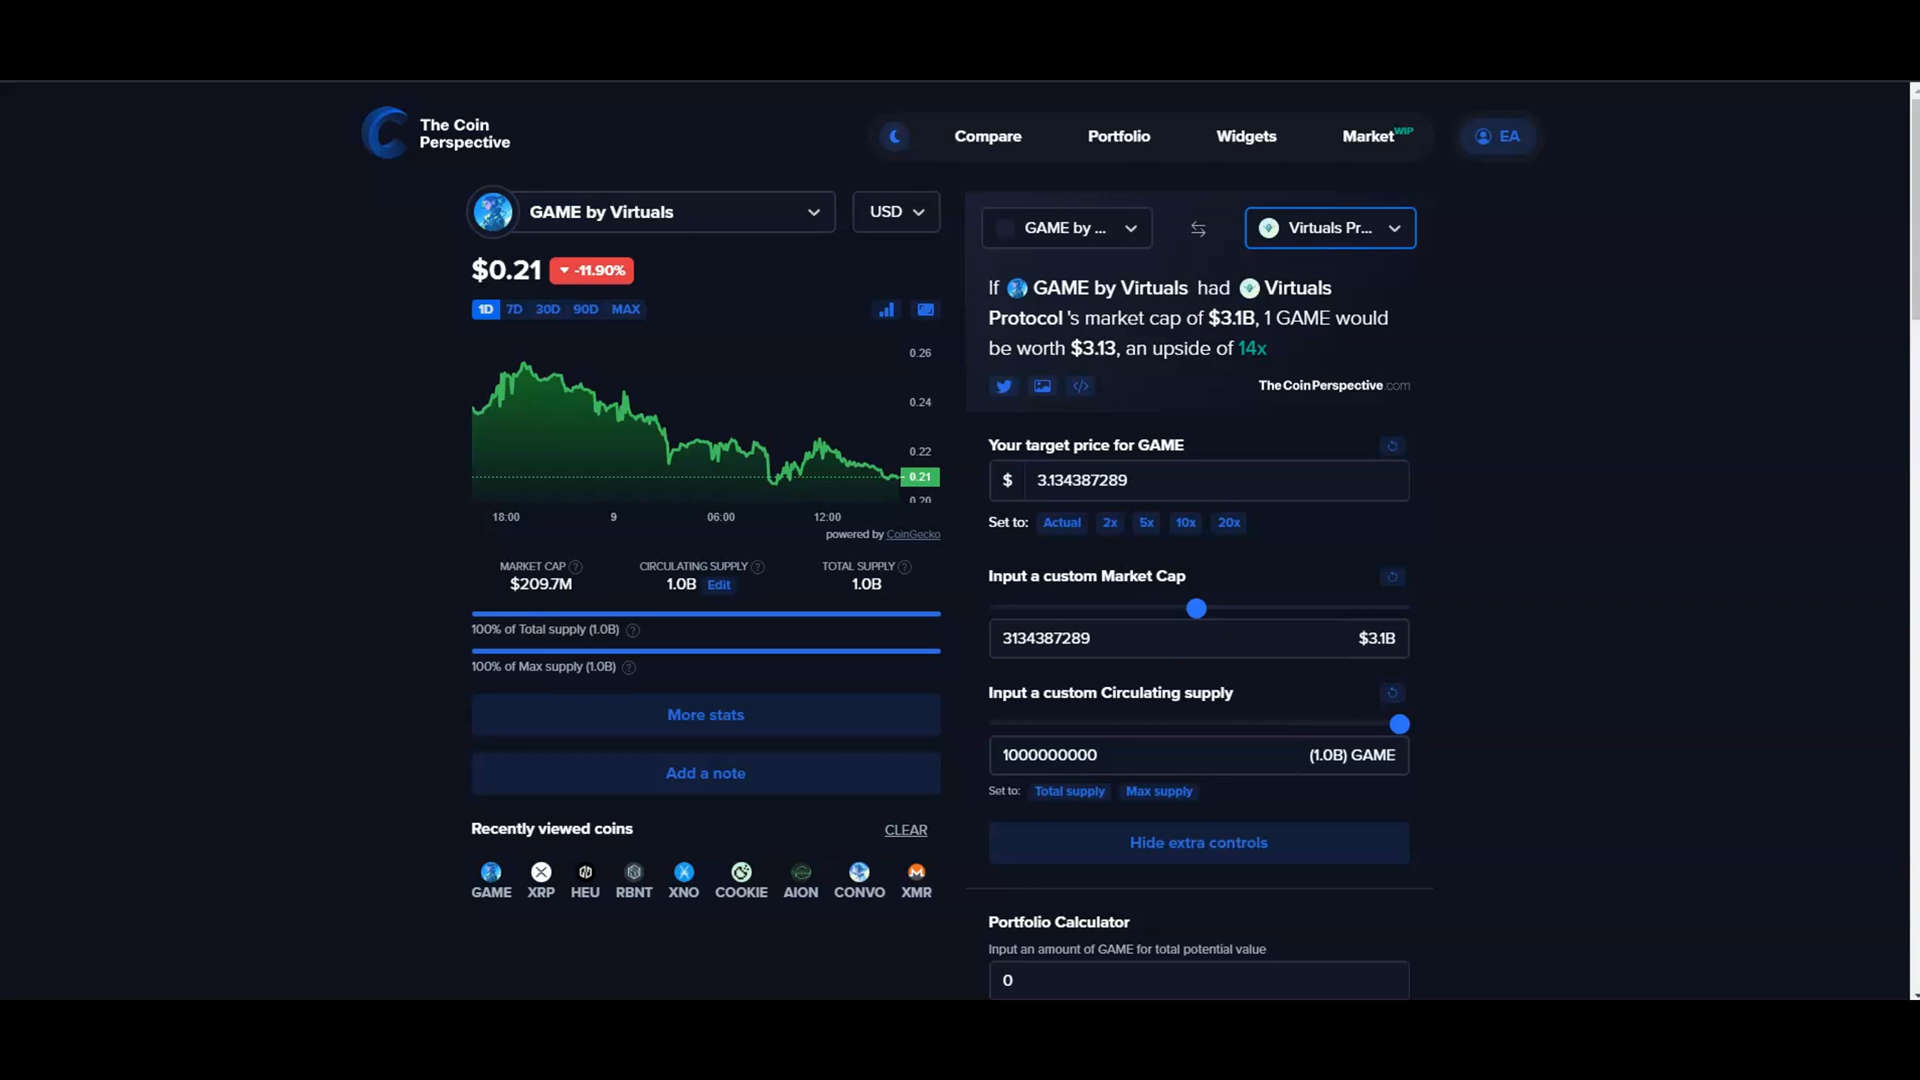 The Coin
Perspective
Compare
Portfolio
Widgets
Market WIP
EA
GAME by Virtuals
USD
$0.21
-11.90%
1D 7D 30D 90D MAX
0.26
0.24
0.22
0.21
0.20
18:00 9 06:00 12:00
powered by CoinGecko
MARKET CAP ?
$209.7M
CIRCULATING SUPPLY ?
1.0B Edit
TOTAL SUPPLY ?
1.0B
100% of Total supply (1.0B) ?
100% of Max supply (1.0B) ?
More stats
Add a note
Recently viewed coins
CLEAR
GAME XRP HEU RBNT XNO COOKIE AION CONVO XMR
GAME by ...
Virtuals Pr...
If GAME by Virtuals had Virtuals
Protocol 's market cap of $3.1B, 1 GAME would
be worth $3.13, an upside of 14x
TheCoinPerspective.com
Your target price for GAME
$ 3.134387289
Set to: Actual 2x 5x 10x 20x
Input a custom Market Cap
3134387289 $3.1B
Input a custom Circulating supply
1000000000 (1.0B) GAME
Set to: Total supply Max supply
Hide extra controls
Portfolio Calculator
Input an amount of GAME for total potential value
0